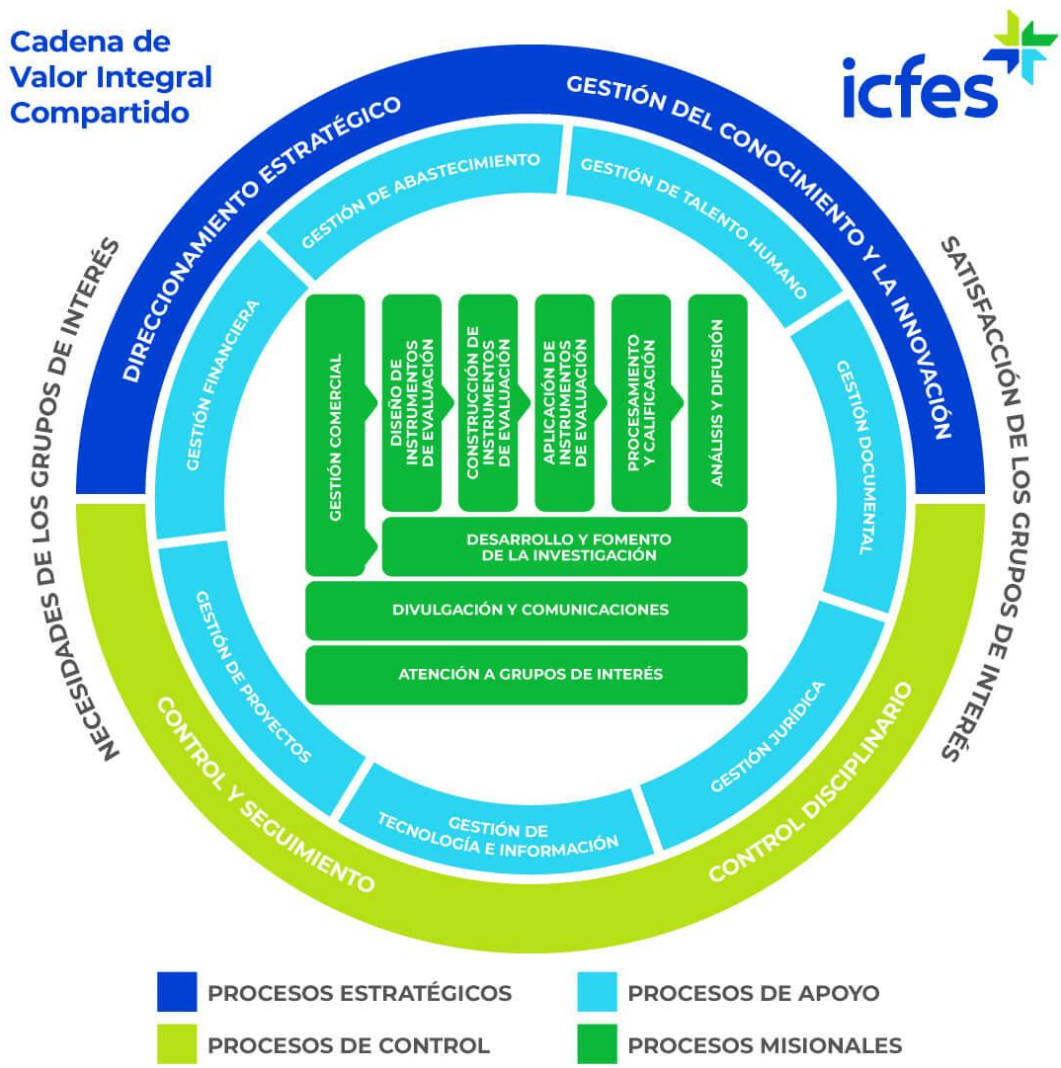 Cadena de
Valor Integral
Compartido
icfes
NECESIDADES DE LOS GRUPOS DE INTERÉS
DIRECCIONAMIENTO ESTRATÉGICO
GESTIÓN DEL CONOCIMIENTO Y LA INNOVACIÓN
SATISFACCIÓN DE LOS GRUPOS DE INTERÉS
GESTIÓN FINANCIERA
GESTIÓN DE ABASTECIMIENTO
GESTIÓN DE TALENTO HUMANO
GESTIÓN DOCUMENTAL
GESTIÓN COMERCIAL
DISEÑO DE
INSTRUMENTOS
DE EVALUACIÓN
CONSTRUCCIÓN DE
INSTRUMENTOS
DE EVALUACIÓN
APLICACIÓN DE
INSTRUMENTOS
DE EVALUACIÓN
PROCESAMIENTO
Y CALIFICACIÓN
ANÁLISIS Y DIFUSIÓN
DESARROLLO Y FOMENTO
DE LA INVESTIGACIÓN
DIVULGACIÓN Y COMUNICACIONES
ATENCIÓN A GRUPOS DE INTERÉS
GESTIÓN DE PROYECTOS
GESTIÓN DE
TECNOLOGÍA E INFORMACIÓN
GESTIÓN JURÍDICA
CONTROL Y SEGUIMIENTO
CONTROL DISCIPLINARIO
PROCESOS ESTRATÉGICOS
PROCESOS DE APOYO
PROCESOS DE CONTROL
PROCESOS MISIONALES